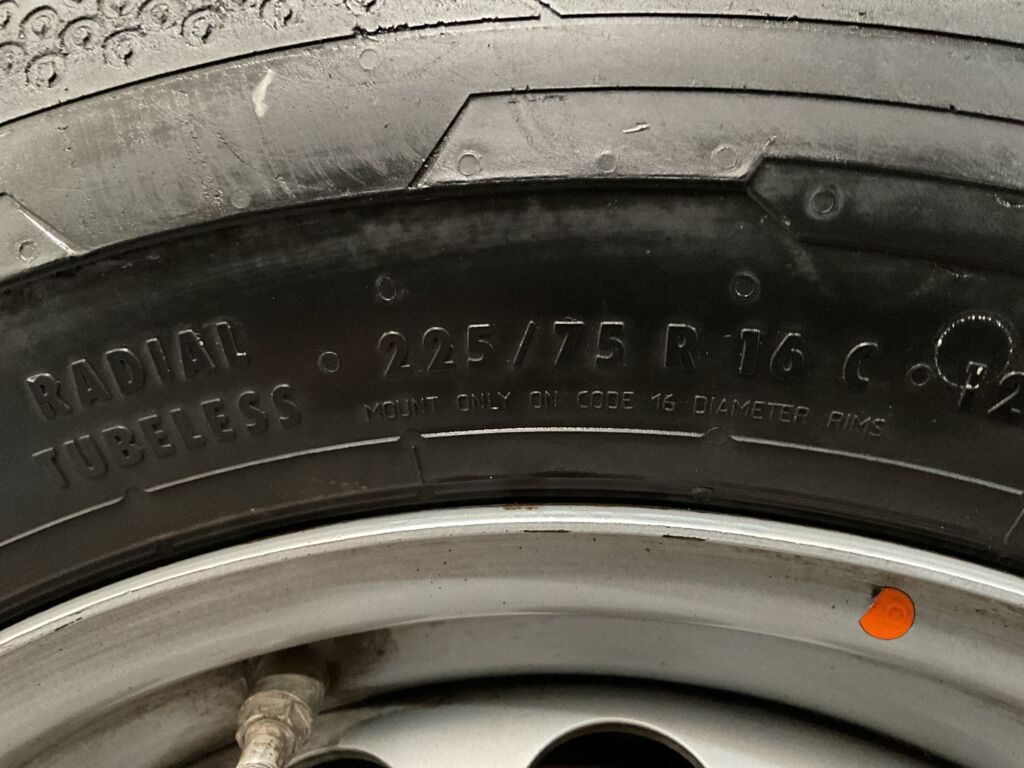 RADIAL
TUBELESS
225/75 R 16 C
MOUNT ONLY ON CODE 16 DIAMETER RIMS